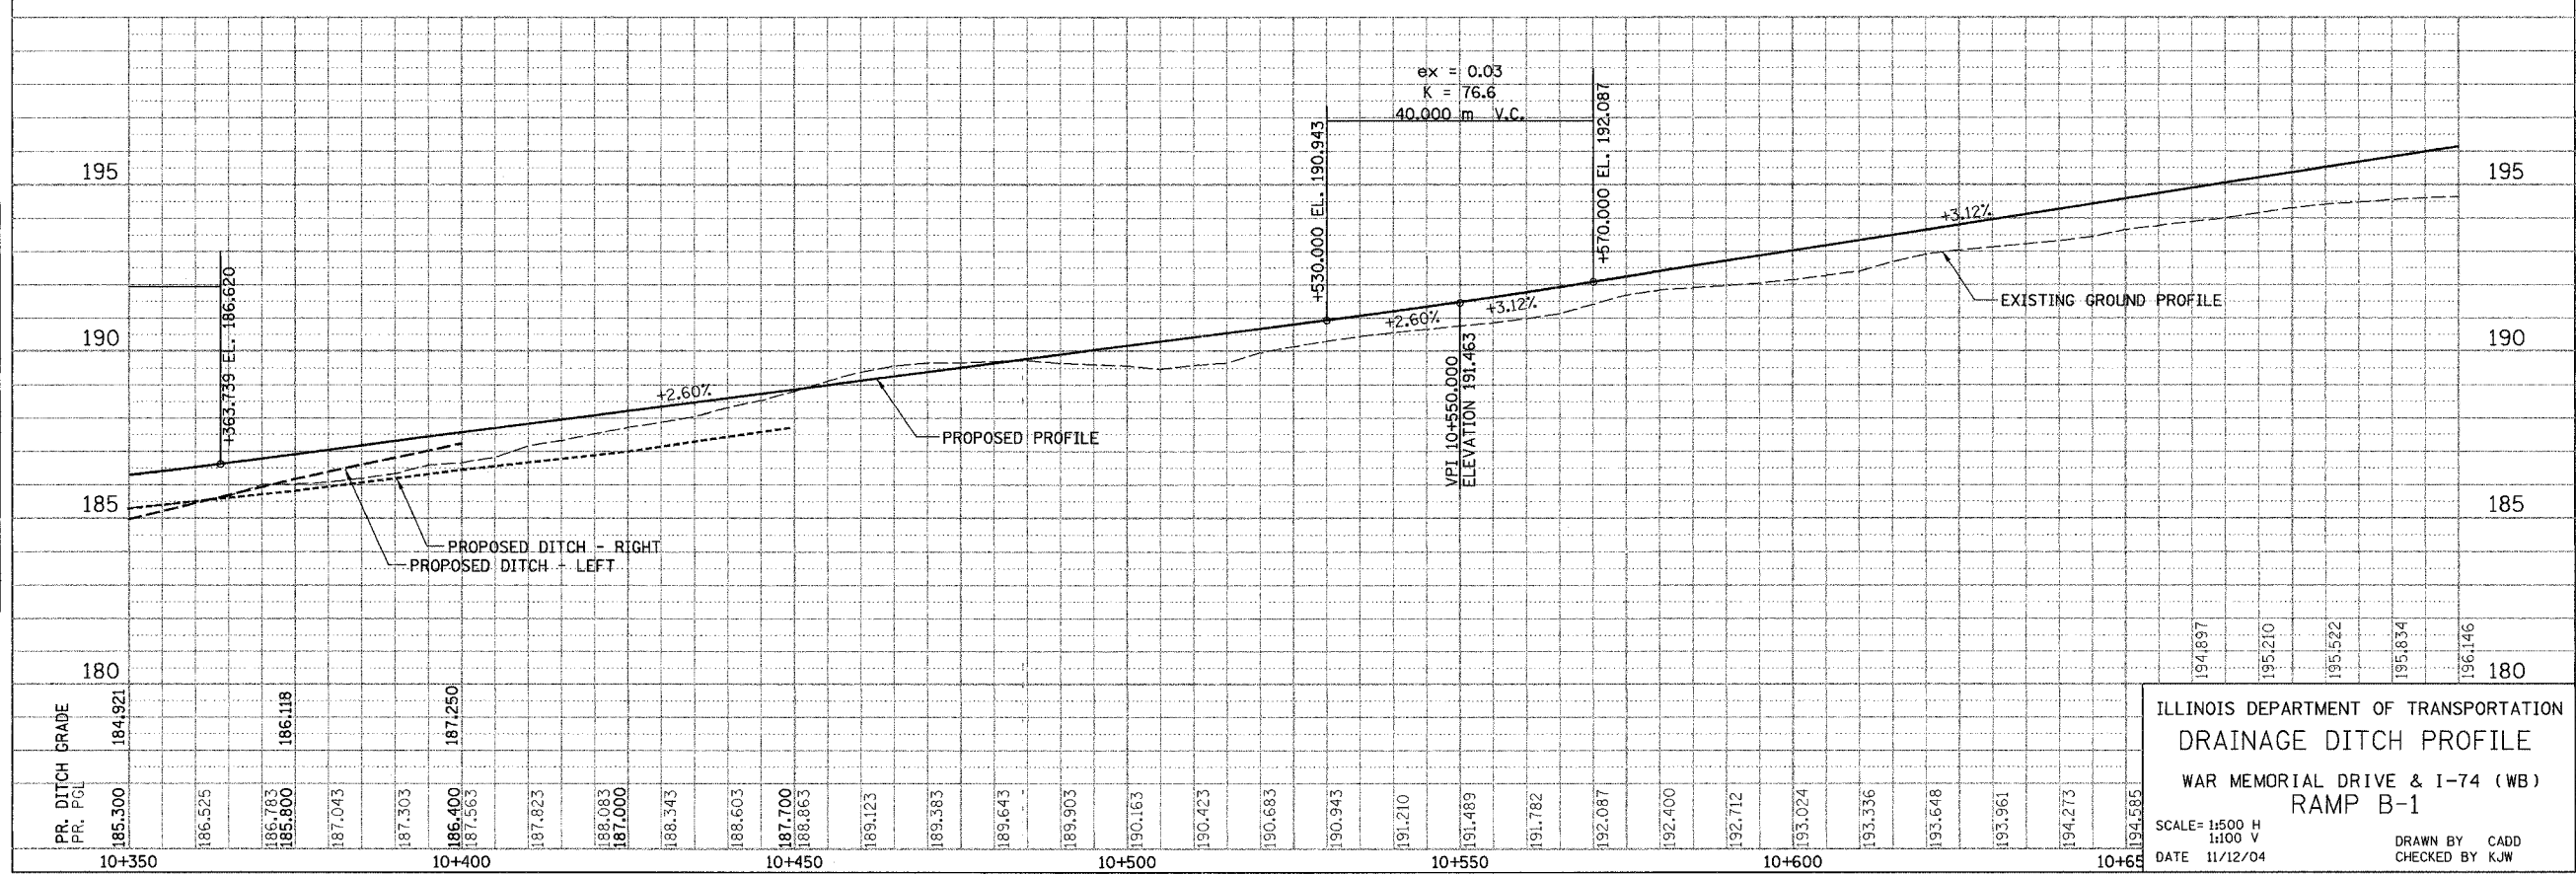 ex = 0.03
K = 76.6
40.000 m V.C.
+530.000 EL. 190.943
+570.000 EL. 192.087
195
195
+3.12%
+363.739 EL. 186.620
EXISTING GROUND PROFILE
+2.60%
+3.12%
190
190
VPI 10+550.000
ELEVATION 191.463
+2.60%
PROPOSED PROFILE
185
185
PROPOSED DITCH - RIGHT
PROPOSED DITCH - LEFT
180
180
194.897
195.210
195.522
195.834
196.146
PR. DITCH GRADE
PR. PGL
184.921
186.118
187.250
185.300
186.525
186.783
185.800
187.043
187.303
186.400
187.563
187.823
188.083
187.000
188.343
188.603
187.700
188.863
189.123
189.383
189.643
189.903
190.163
190.423
190.683
190.943
191.210
191.489
191.782
192.087
192.400
192.712
193.024
193.336
193.648
193.961
194.273
194.585
10+350
10+400
10+450
10+500
10+550
10+600
10+65
ILLINOIS DEPARTMENT OF TRANSPORTATION
DRAINAGE DITCH PROFILE
WAR MEMORIAL DRIVE & I-74 (WB)
RAMP B-1
SCALE= 1:500 H
1:100 V
DATE 11/12/04
DRAWN BY CADD
CHECKED BY KJW